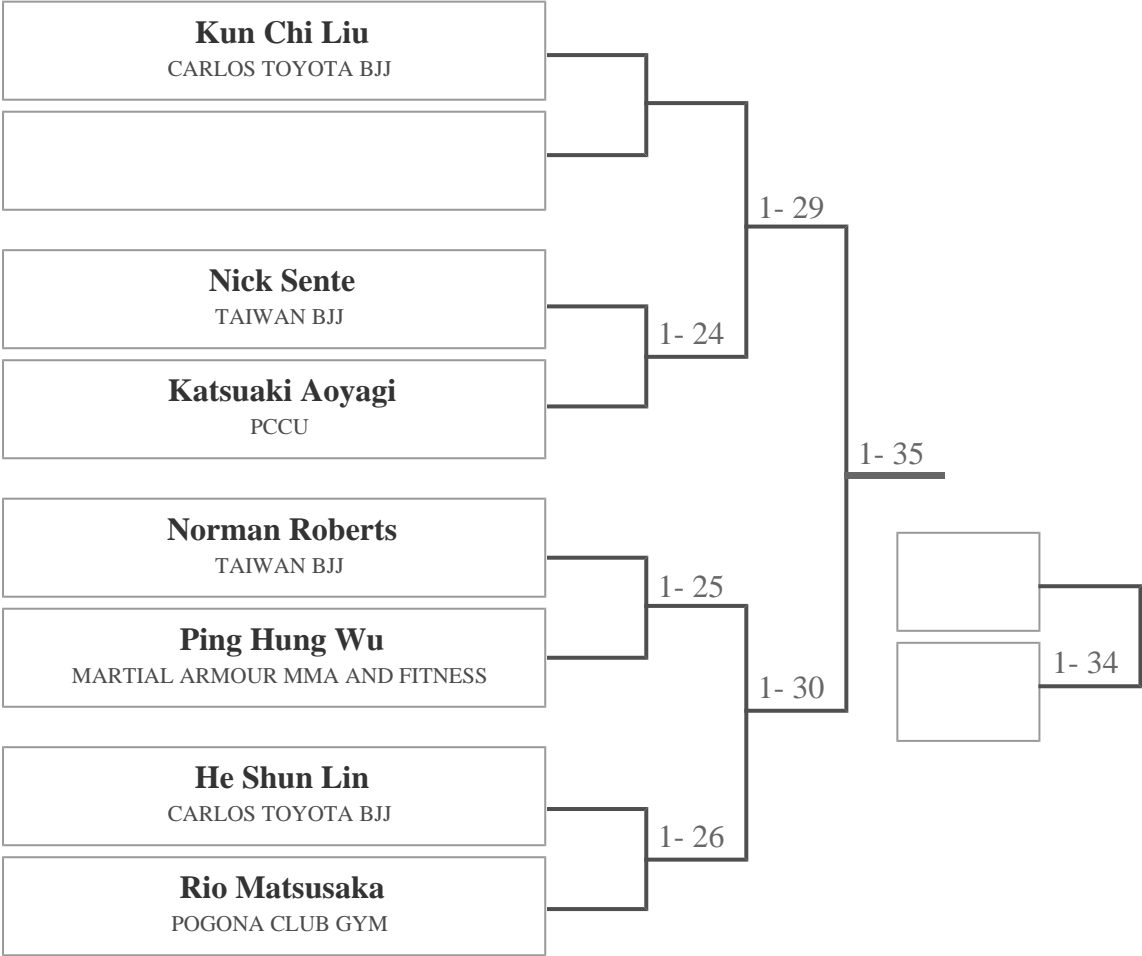 Kun Chi Liu
CARLOS TOYOTA BJJ
1- 29
Nick Sente
TAIWAN BJJ
1- 24
Katsuaki Aoyagi
PCCU
1- 35
Norman Roberts
TAIWAN BJJ
1- 25
Ping Hung Wu
MARTIAL ARMOUR MMA AND FITNESS
1- 34
1- 30
He Shun Lin
CARLOS TOYOTA BJJ
1- 26
Rio Matsusaka
POGONA CLUB GYM